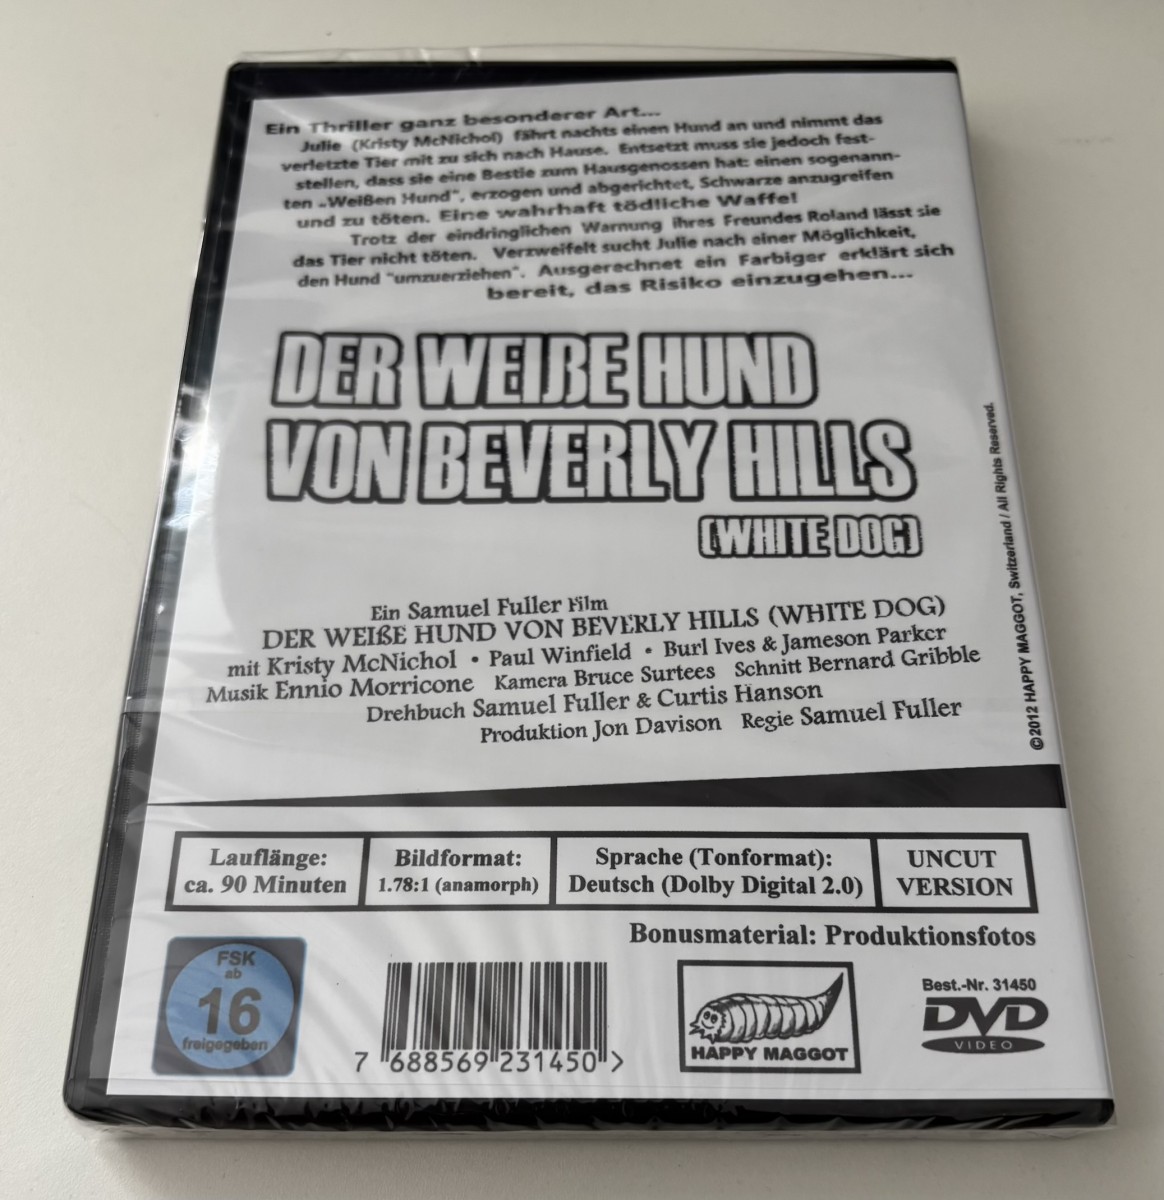 Ein Thriller ganz besonderer Art...
Julie (Kristy McNichol) fährt nachts einen Hund an und nimmt das
verletzte Tier mit zu sich nach Hause. Entsetzt muss sie jedoch fest-
stellen, dass sie eine Bestie zum Hausgenossen hat: einen sogenann-
ten „Weißen Hund", erzogen und abgerichtet, Schwarze anzugreifen
und zu töten. Eine wahrhaft tödliche Waffe!
Trotz der eindringlichen Warnung ihres Freundes Roland lässt sie
das Tier nicht töten. Verzweifelt sucht Julie nach einer Möglichkeit,
den Hund "umzuerziehen". Ausgerechnet ein Farbiger erklärt sich
bereit, das Risiko einzugehen...
DER WEIßE HUND
VON BEVERLY HILLS
(WHITE DOG)
Ein Samuel Fuller Film
DER WEIßE HUND VON BEVERLY HILLS (WHITE DOG)
mit Kristy McNichol • Paul Winfield • Burl Ives & Jameson Parker
Musik Ennio Morricone Kamera Bruce Surtees Schnitt Bernard Gribble
Drehbuch Samuel Fuller & Curtis Hanson
Produktion Jon Davison Regie Samuel Fuller
©2012 HAPPY MAGGOT, Switzerland / All Rights Reserved.
Lauflänge:
ca. 90 Minuten
Bildformat:
1.78:1 (anamorph)
Sprache (Tonformat):
Deutsch (Dolby Digital 2.0)
UNCUT
VERSION
Bonusmaterial: Produktionsfotos
FSK
ab
16
freigegeben
7 688569 231450 >
HAPPY MAGGOT
Best.-Nr. 31450
DVD
VIDEO